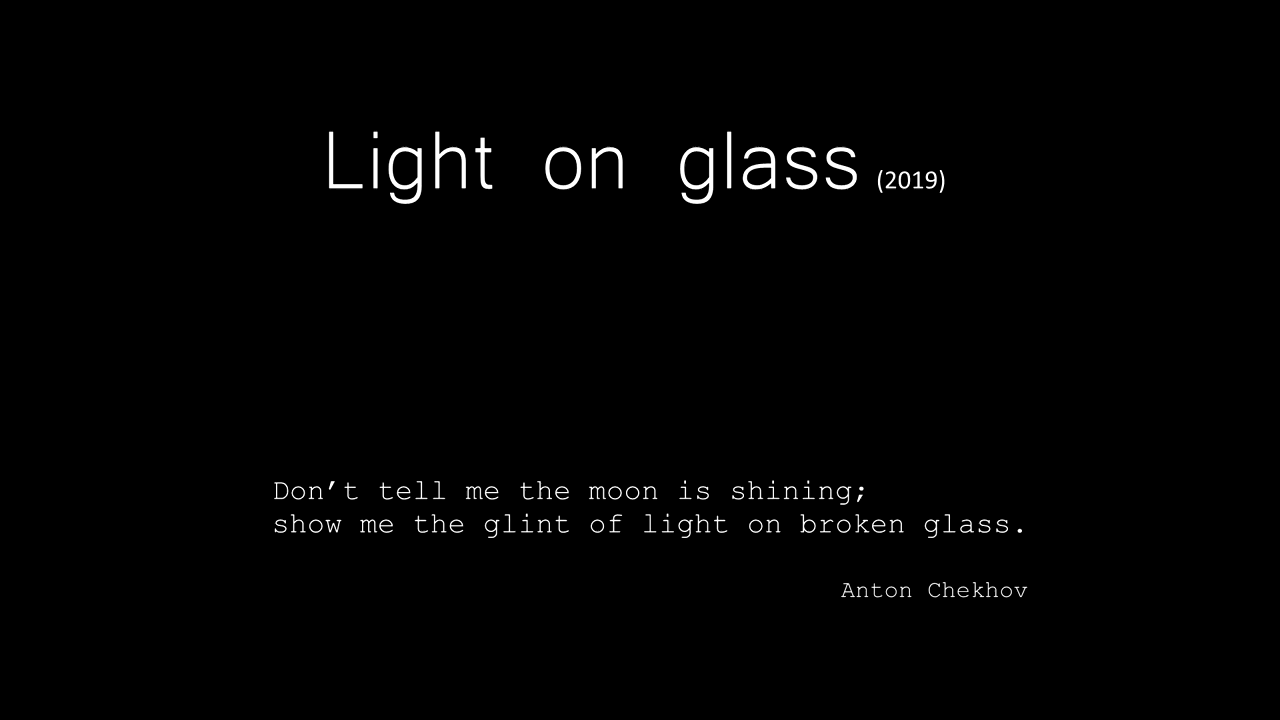 Light on glass (2019)
Don’t tell me the moon is shining;
show me the glint of light on broken glass.
Anton Chekhov